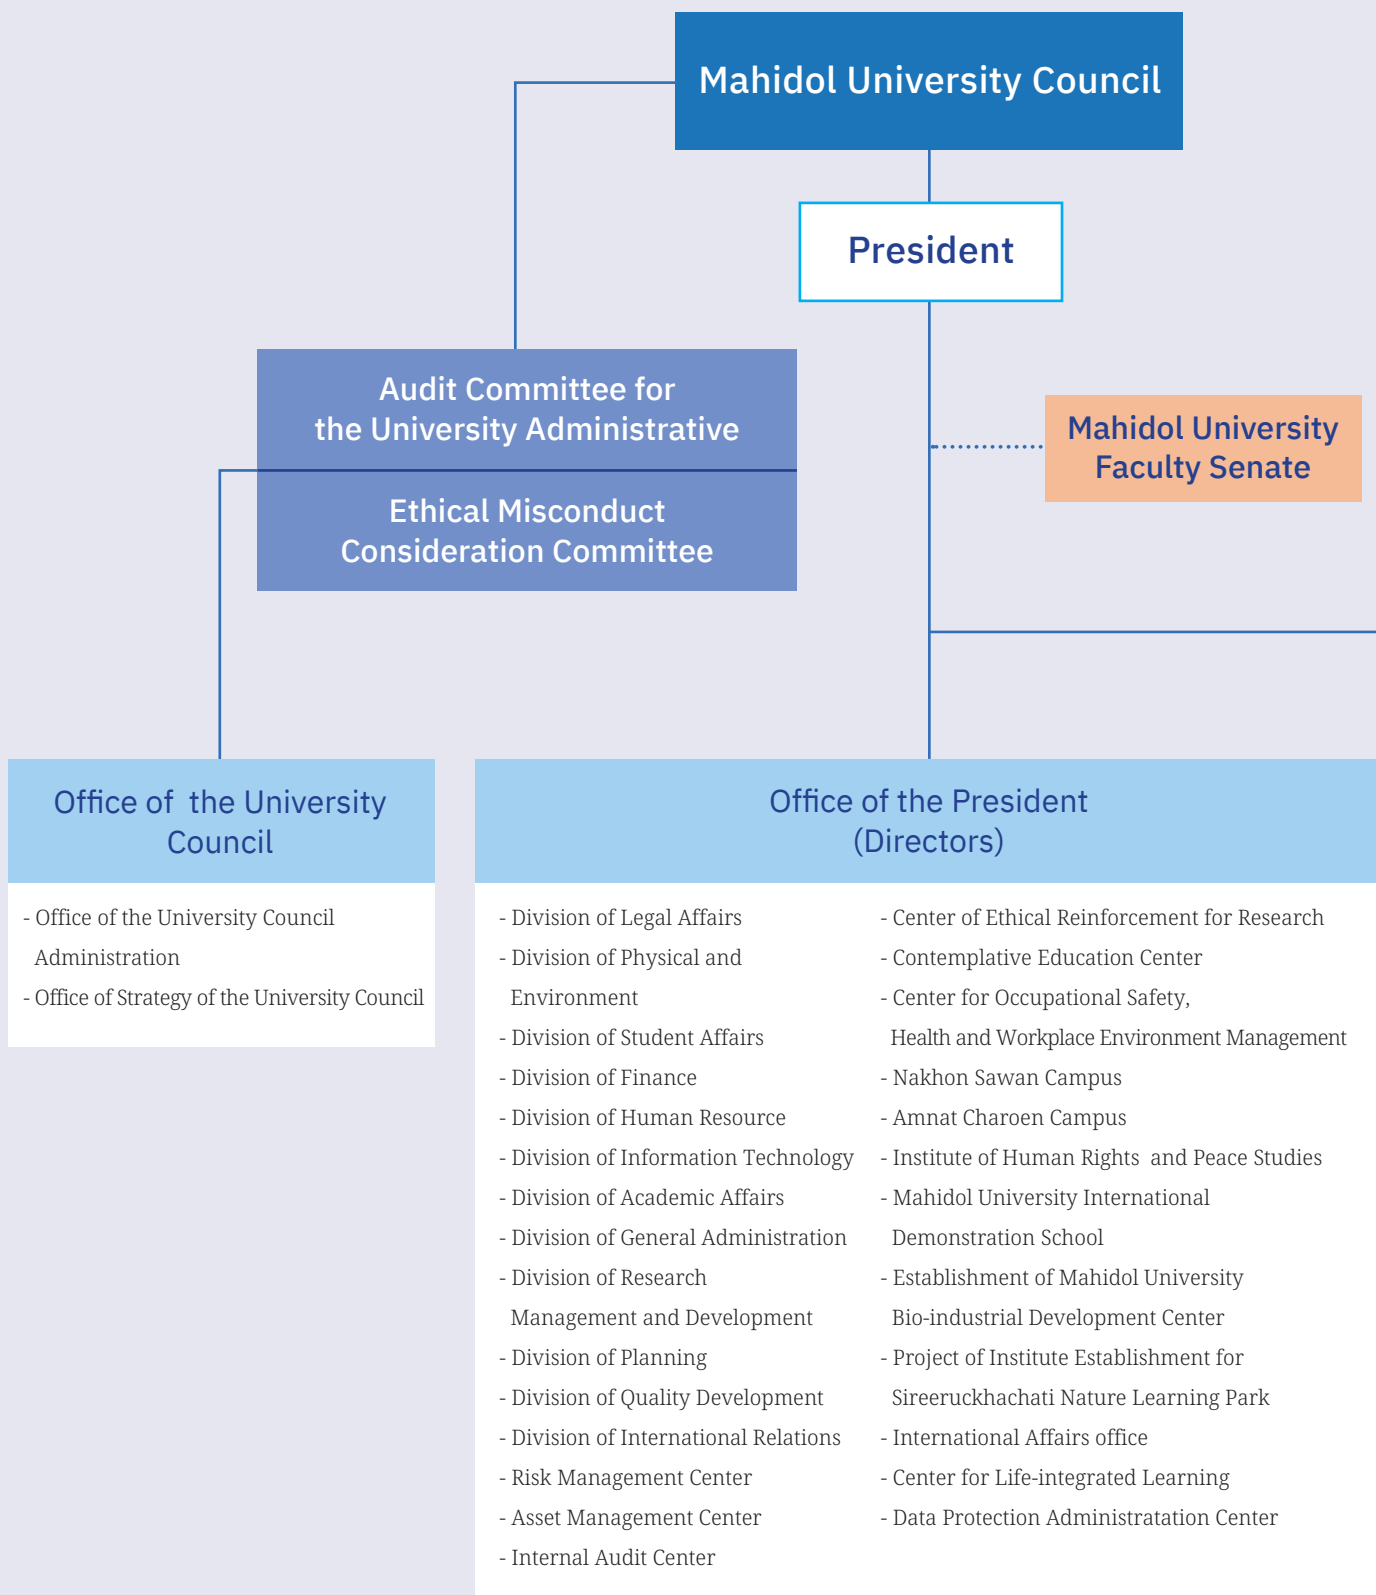 Mahidol University Council
President
Audit Committee for
the University Administrative
Ethical Misconduct
Consideration Committee
Mahidol University
Faculty Senate
Office of the University
Council
- Office of the University Council
Administration
- Office of Strategy of the University Council
Office of the President
(Directors)
- Division of Legal Affairs
- Division of Physical and
Environment
- Division of Student Affairs
- Division of Finance
- Division of Human Resource
- Division of Information Technology
- Division of Academic Affairs
- Division of General Administration
- Division of Research
Management and Development
- Division of Planning
- Division of Quality Development
- Division of International Relations
- Risk Management Center
- Asset Management Center
- Internal Audit Center
- Center of Ethical Reinforcement for Research
- Contemplative Education Center
- Center for Occupational Safety,
Health and Workplace Environment Management
- Nakhon Sawan Campus
- Amnat Charoen Campus
- Institute of Human Rights and Peace Studies
- Mahidol University International
Demonstration School
- Establishment of Mahidol University
Bio-industrial Development Center
- Project of Institute Establishment for
Sireeruckhachati Nature Learning Park
- International Affairs office
- Center for Life-integrated Learning
- Data Protection Administratation Center